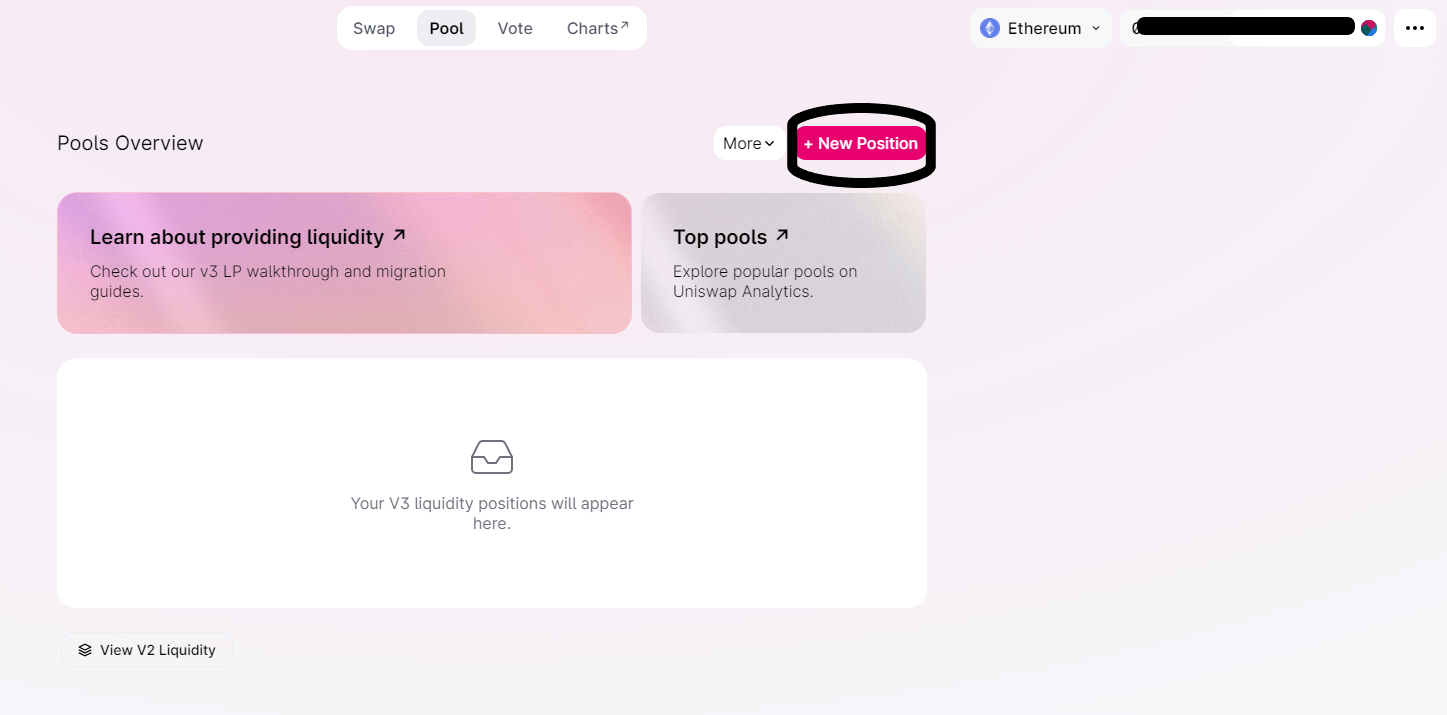 Swap Pool Vote Charts↗ Ethereum
Pools Overview More + New Position
Learn about providing liquidity ↗
Check out our v3 LP walkthrough and migration
guides.
Top pools ↗
Explore popular pools on
Uniswap Analytics.
Your V3 liquidity positions will appear
here.
View V2 Liquidity